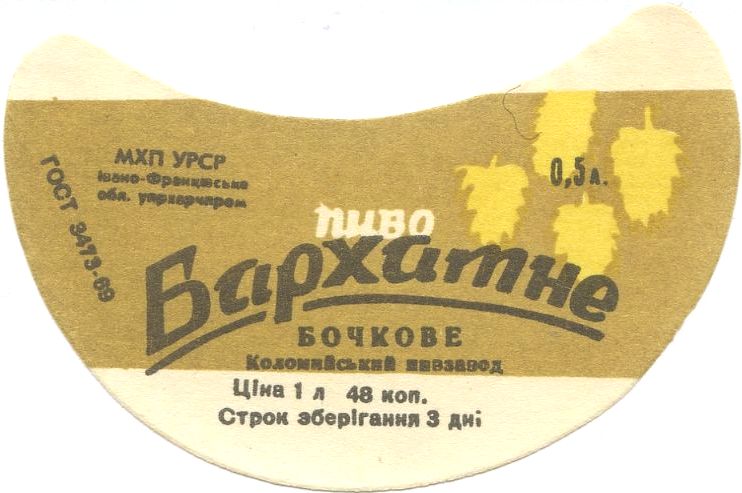 МХП УРСР
Івано-Франківське
обл. упрхарчпром
ГОСТ 3473-69
0,5 л.
пиво
Бархатне
БОЧКОВЕ
Коломийський пивзавод
Ціна 1 л 48 коп.
Строк зберігання 3 дні